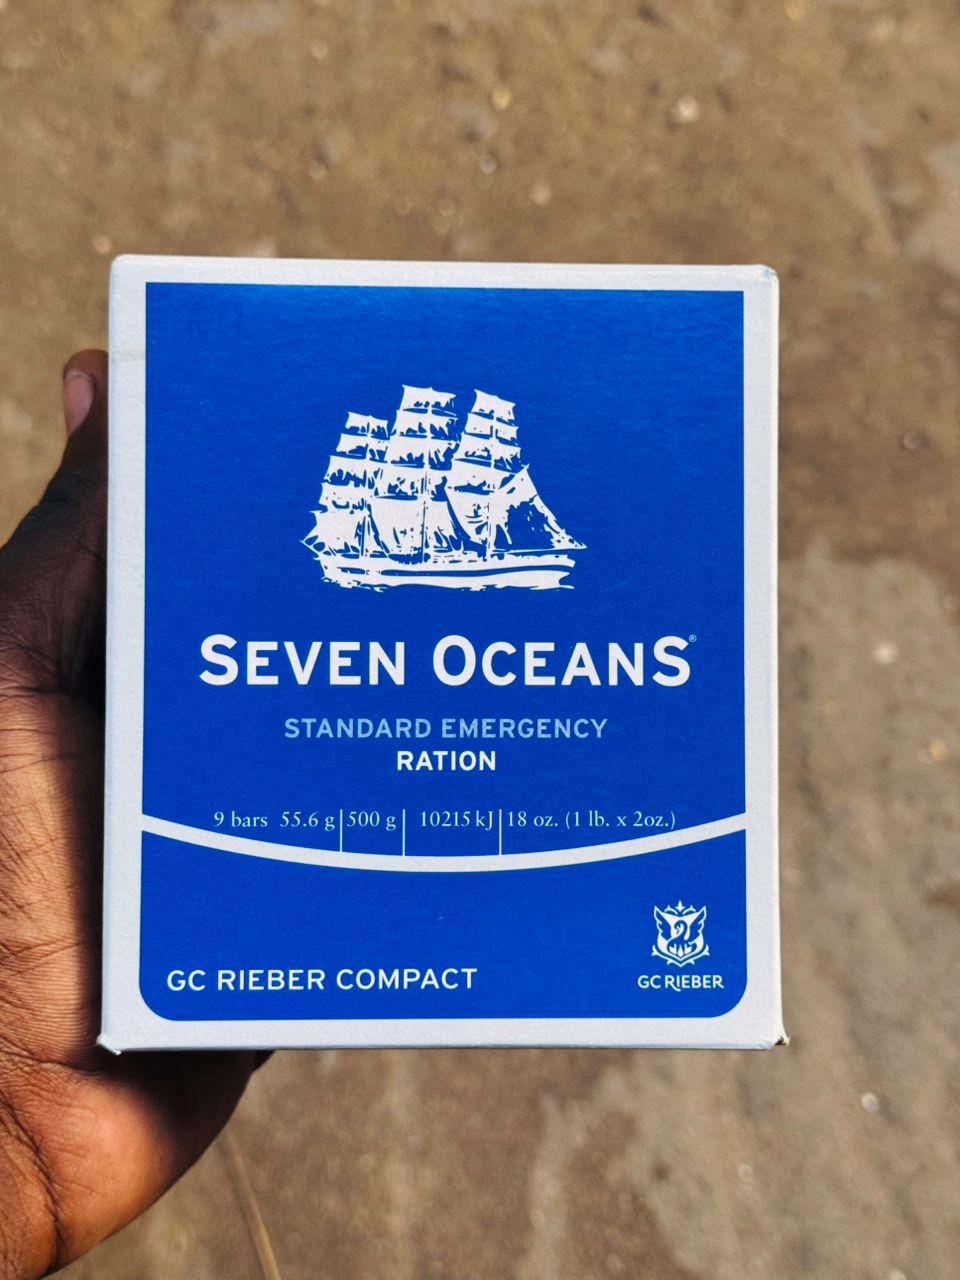 SEVEN OCEANS®
STANDARD EMERGENCY
RATION
9 bars 55.6 g | 500 g | 10215 kJ | 18 oz. (1 lb. x 2oz.)
GC RIEBER COMPACT
GC RIEBER